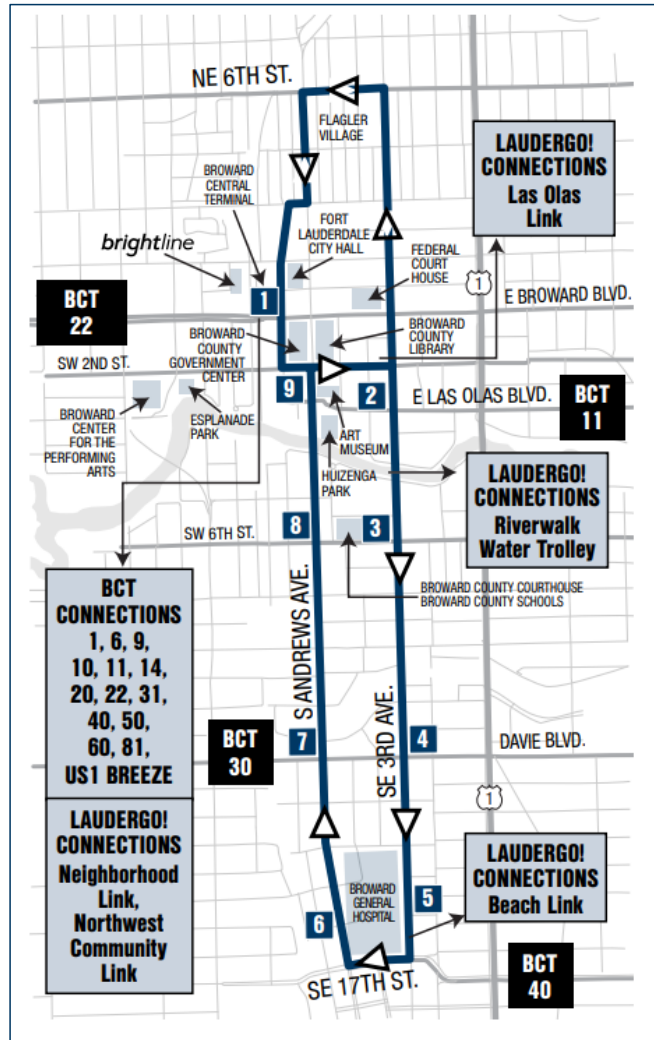 NE 6TH ST.
FLAGLER
VILLAGE
BROWARD
CENTRAL
TERMINAL
brightline
FORT
LAUDERDALE
CITY HALL
FEDERAL
COURT
HOUSE
LAUDERGO!
CONNECTIONS
Las Olas
Link
1
E BROWARD BLVD.
BCT
22
1
BROWARD
COUNTY
GOVERNMENT
CENTER
BROWARD
COUNTY
LIBRARY
SW 2ND ST.
9
2
E LAS OLAS BLVD.
BCT
11
BROWARD
CENTER
FOR THE
PERFORMING
ARTS
ESPLANADE
PARK
ART
MUSEUM
HUIZENGA
PARK
LAUDERGO!
CONNECTIONS
Riverwalk
Water Trolley
8
3
SW 6TH ST.
BROWARD COUNTY COURTHOUSE
BROWARD COUNTY SCHOOLS
BCT
CONNECTIONS
1, 6, 9,
10, 11, 14,
20, 22, 31,
40, 50,
60, 81,
US1 BREEZE
S ANDREWS AVE.
SE 3RD AVE.
7
4
BCT
30
DAVIE BLVD.
1
LAUDERGO!
CONNECTIONS
Neighborhood
Link,
Northwest
Community
Link
BROWARD
GENERAL
HOSPITAL
6
5
LAUDERGO!
CONNECTIONS
Beach Link
SE 17TH ST.
BCT
40